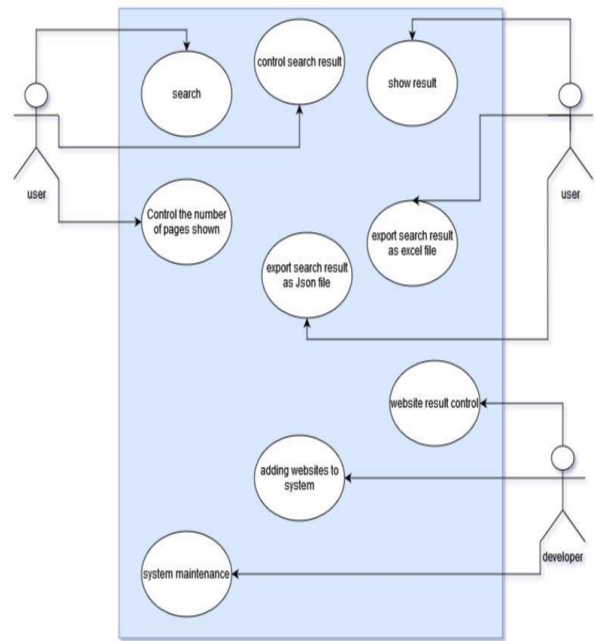 control search result
search
show result
user
user
Control the number
of pages shown
export search result
as excel file
export search result
as Json file
website result control
adding websites to
system
developer
system maintenance